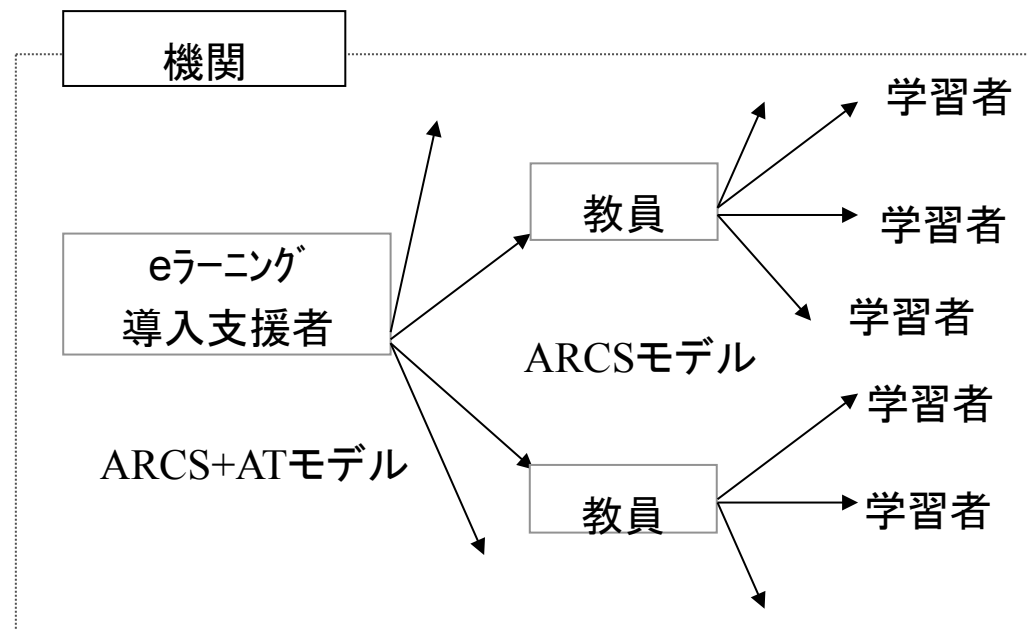 機関
学習者
教員
学習者
eﾗｰﾆﾝｸﾞ
導入支援者
学習者
ARCSモデル
学習者
ARCS+ATモデル
教員
学習者